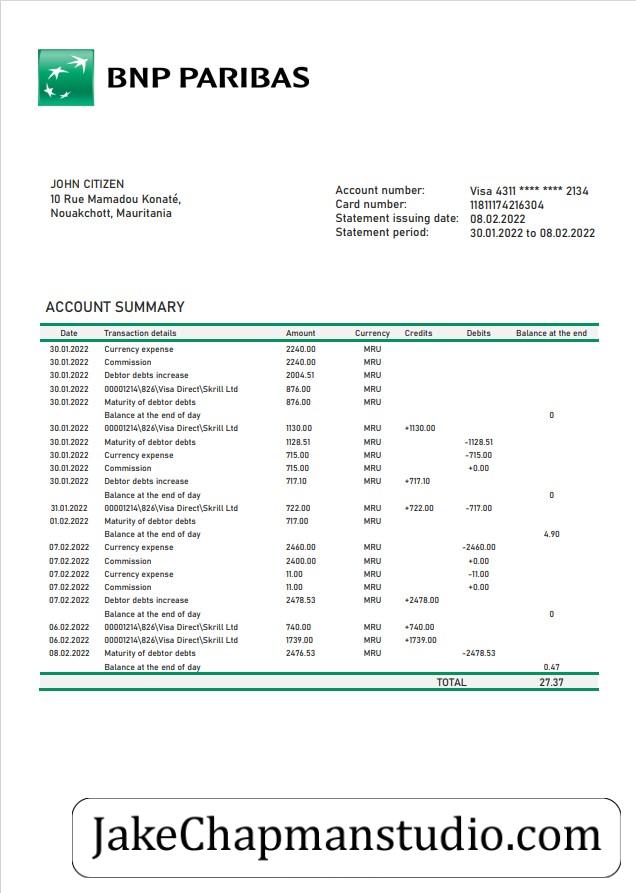 BNP PARIBAS
JOHN CITIZEN
10 Rue Mamadou Konaté,
Nouakchott, Mauritania
Account number: Visa 4311 **** **** 2134
Card number: 11811174216304
Statement issuing date: 08.02.2022
Statement period: 30.01.2022 to 08.02.2022
ACCOUNT SUMMARY
Date Transaction details Amount Currency Credits Debits Balance at the end
30.01.2022 Currency expense 2240.00 MRU
30.01.2022 Commission 2240.00 MRU
30.01.2022 Debtor debts increase 2004.51 MRU
30.01.2022 00001214\826\Visa Direct\Skrill Ltd 876.00 MRU
30.01.2022 Maturity of debtor debts 876.00 MRU
Balance at the end of day 0
30.01.2022 00001214\826\Visa Direct\Skrill Ltd 1130.00 MRU +1130.00
30.01.2022 Maturity of debtor debts 1128.51 MRU -1128.51
30.01.2022 Currency expense 715.00 MRU -715.00
30.01.2022 Commission 715.00 MRU +0.00
30.01.2022 Debtor debts increase 717.10 MRU +717.10
Balance at the end of day 0
31.01.2022 00001214\826\Visa Direct\Skrill Ltd 722.00 MRU +722.00 -717.00
01.02.2022 Maturity of debtor debts 717.00 MRU
Balance at the end of day 4.90
07.02.2022 Currency expense 2460.00 MRU -2460.00
07.02.2022 Commission 2400.00 MRU +0.00
07.02.2022 Currency expense 11.00 MRU -11.00
07.02.2022 Commission 11.00 MRU +0.00
07.02.2022 Debtor debts increase 2478.53 MRU +2478.00
Balance at the end of day 0
06.02.2022 00001214\826\Visa Direct\Skrill Ltd 740.00 MRU +740.00
06.02.2022 00001214\826\Visa Direct\Skrill Ltd 1739.00 MRU +1739.00
08.02.2022 Maturity of debtor debts 2476.53 MRU -2478.53
Balance at the end of day 0.47
TOTAL 27.37
JakeChapmanstudio.com